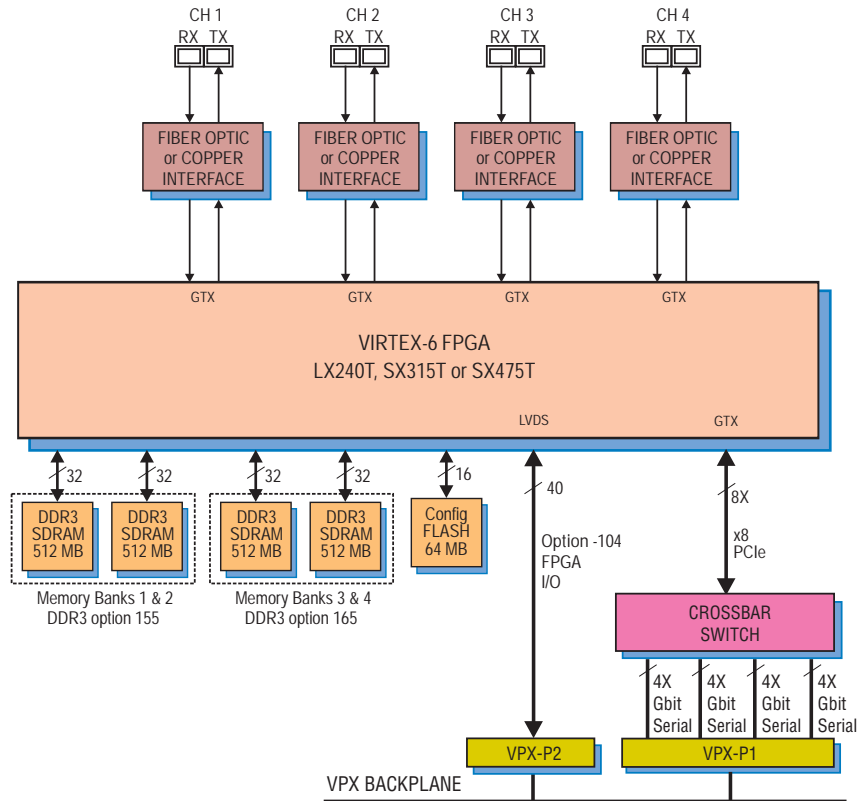 CH 1 CH 2 CH 3 CH 4
RX TX RX TX RX TX RX TX
FIBER OPTIC
or COPPER
INTERFACE
FIBER OPTIC
or COPPER
INTERFACE
FIBER OPTIC
or COPPER
INTERFACE
FIBER OPTIC
or COPPER
INTERFACE
GTX GTX GTX GTX
VIRTEX-6 FPGA
LX240T, SX315T or SX475T
LVDS GTX
32 32 32 32 16 40 8X
DDR3
SDRAM
512 MB
DDR3
SDRAM
512 MB
Memory Banks 1 & 2
DDR3 option 155
DDR3
SDRAM
512 MB
DDR3
SDRAM
512 MB
Memory Banks 3 & 4
DDR3 option 165
Config
FLASH
64 MB
Option -104
FPGA
I/O
x8
PCIe
CROSSBAR
SWITCH
4X
Gbit
Serial
4X
Gbit
Serial
4X
Gbit
Serial
4X
Gbit
Serial
VPX-P2 VPX-P1
VPX BACKPLANE